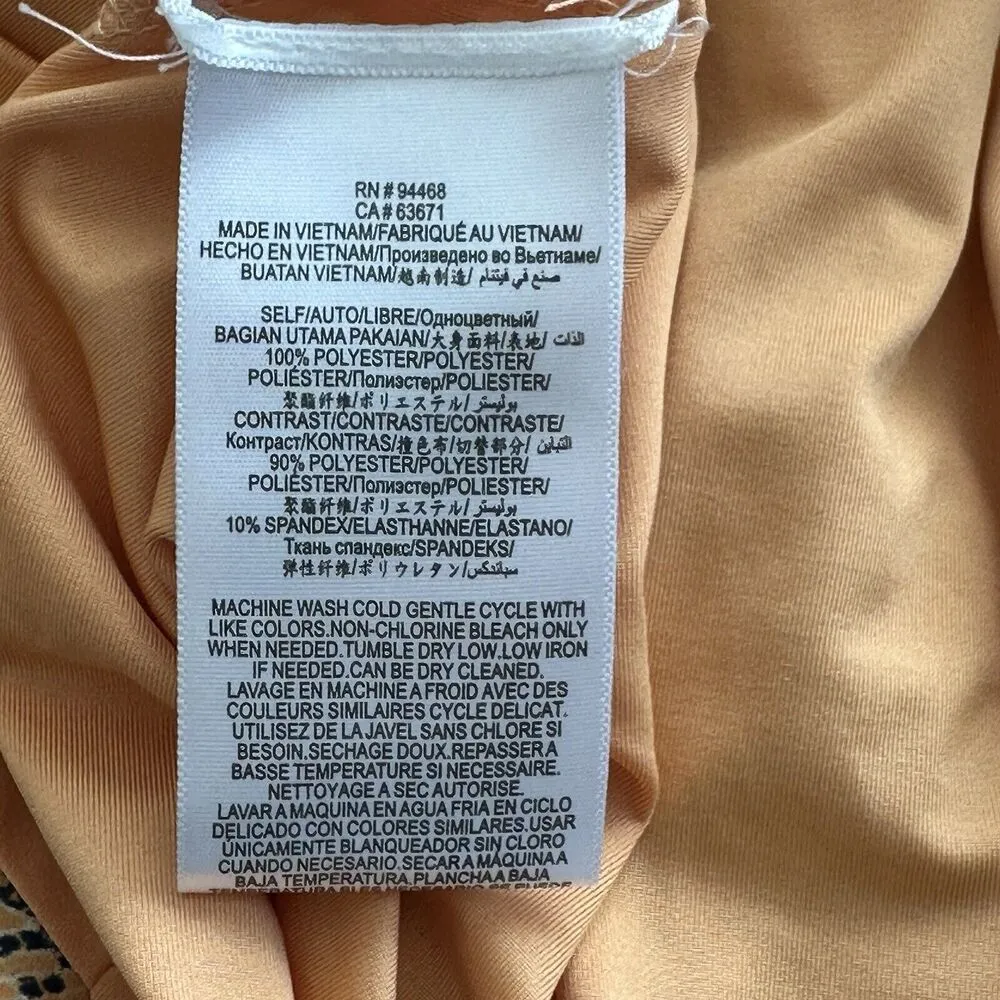 RN # 94468
CA# 63671
MADE IN VIETNAM/FABRIQUÉ AU VIETNAM/
HECHO EN VIETNAM/Произведено во Вьетнаме/
BUATAN VIETNAM/越南制造/ صنع في فيتنام
SELF/AUTO/LIBRE/Одноцветный/
BAGIAN UTAMA PAKAIAN/大身面料/表地/ الذات
100% POLYESTER/POLYESTER/
POLIÉSTER/Полиэстер/POLIESTER/
聚酯纤维/ポリエステル/ بوليستر
CONTRAST/CONTRASTE/CONTRASTE/
Контраст/KONTRAS/撞色布/切替部分/ التباين
90% POLYESTER/POLYESTER/
POLIÉSTER/Полиэстер/POLIESTER/
聚酯纤维/ポリエステル/ بوليستر
10% SPANDEX/ELASTHANNE/ELASTANO/
Ткань спандекс/SPANDEKS/
弹性纤维/ポリウレタン/سباندكس
MACHINE WASH COLD GENTLE CYCLE WITH
LIKE COLORS.NON-CHLORINE BLEACH ONLY
WHEN NEEDED.TUMBLE DRY LOW.LOW IRON
IF NEEDED.CAN BE DRY CLEANED.
LAVAGE EN MACHINE A FROID AVEC DES
COULEURS SIMILAIRES CYCLE DELICAT.
UTILISEZ DE LA JAVEL SANS CHLORE SI
BESOIN.SECHAGE DOUX.REPASSER A
BASSE TEMPERATURE SI NECESSAIRE.
NETTOYAGE A SEC AUTORISE.
LAVAR A MAQUINA EN AGUA FRIA EN CICLO
DELICADO CON COLORES SIMILARES.USAR
ÚNICAMENTE BLANQUEADOR SIN CLORO
CUANDO NECESARIO.SECAR A MÁQUINA A
BAJA TEMPERATURA.PLANCHA A BAJA